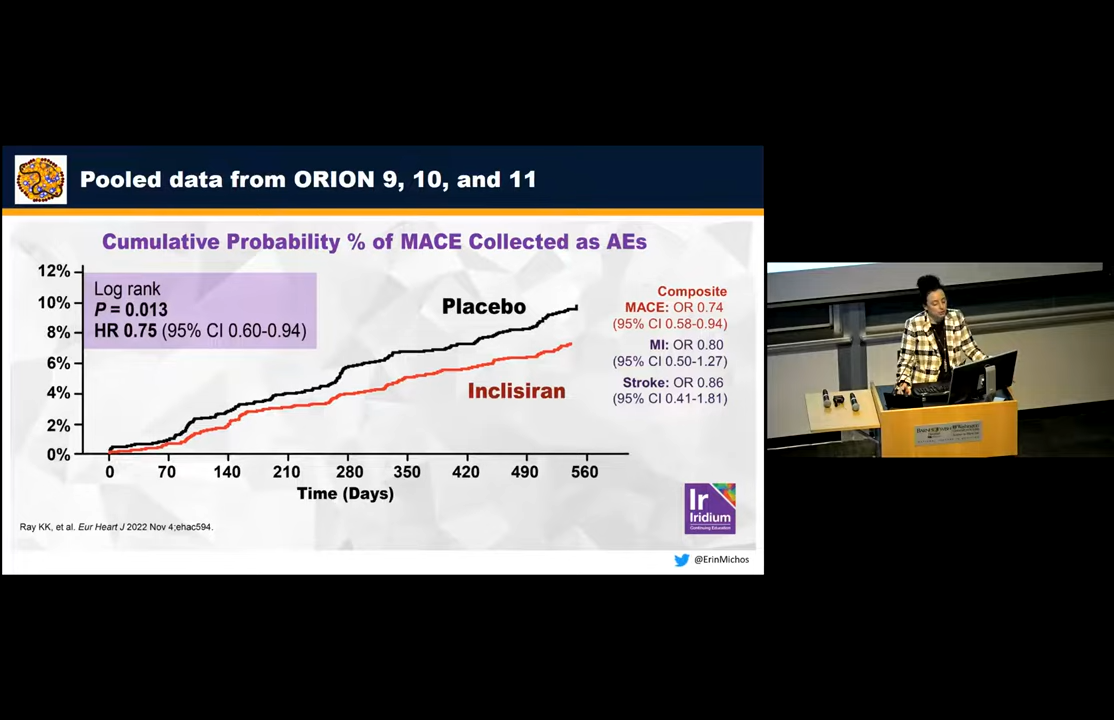 Pooled data from ORION 9, 10, and 11
Cumulative Probability % of MACE Collected as AEs
12%
10%
8%
6%
4%
2%
0%
Log rank
P = 0.013
HR 0.75 (95% CI 0.60-0.94)
Placebo
Inclisiran
Composite
MACE: OR 0.74
(95% CI 0.58-0.94)
MI: OR 0.80
(95% CI 0.50-1.27)
Stroke: OR 0.86
(95% CI 0.41-1.81)
0 70 140 210 280 350 420 490 560
Time (Days)
Ir
Iridium
Continuing Education
Ray KK, et al. Eur Heart J 2022 Nov 4;ehac594.
@ErinMichos